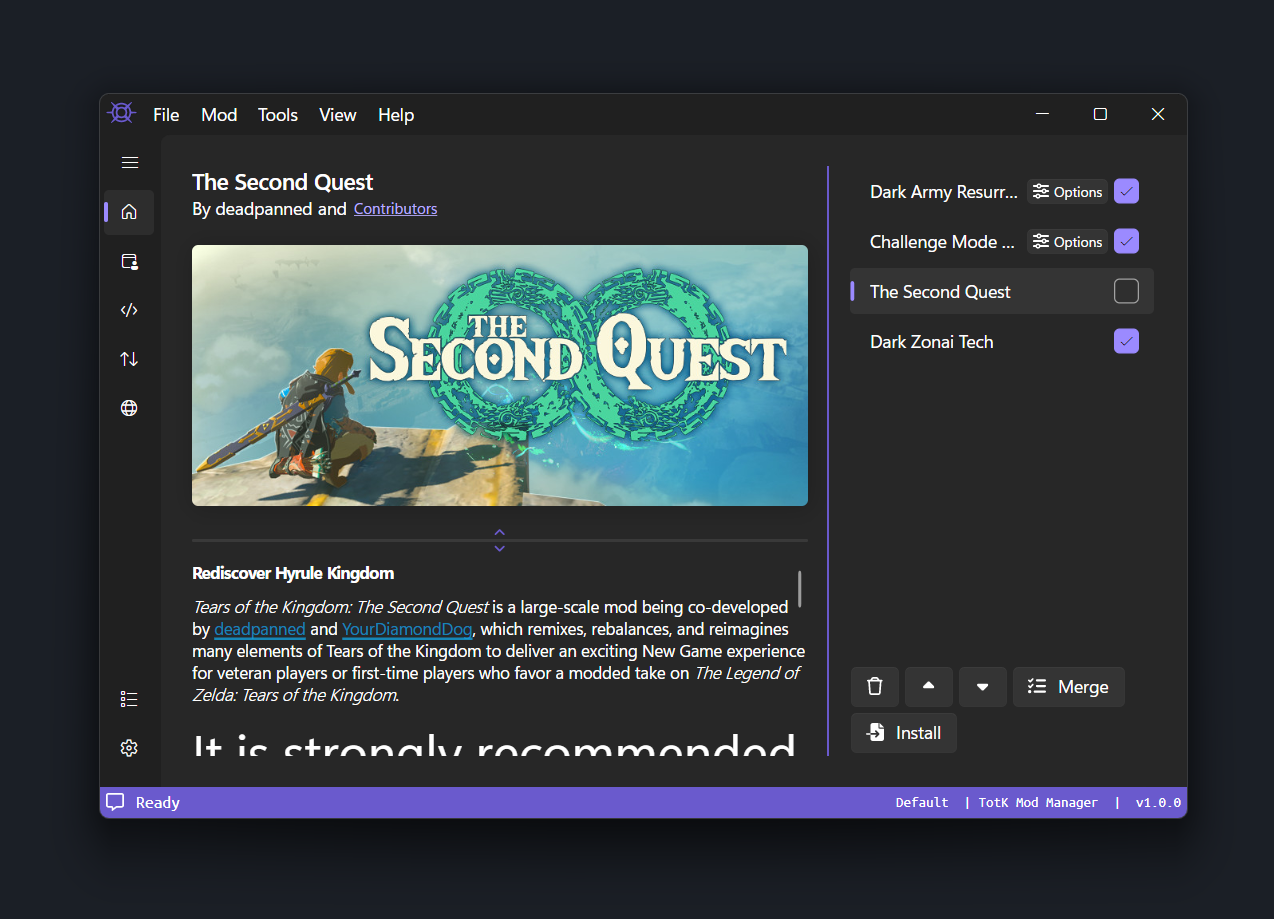 File Mod Tools View Help
The Second Quest
By deadpanned and Contributors
THE
SECOND QUEST
Rediscover Hyrule Kingdom
Tears of the Kingdom: The Second Quest is a large-scale mod being co-developed
by deadpanned and YourDiamondDog, which remixes, rebalances, and reimagines
many elements of Tears of the Kingdom to deliver an exciting New Game experience
for veteran players or first-time players who favor a modded take on The Legend of
Zelda: Tears of the Kingdom.
It is strongly recommended
Dark Army Resurr... Options
Challenge Mode ... Options
The Second Quest
Dark Zonai Tech
Merge
Install
Ready
Default | TotK Mod Manager | v1.0.0